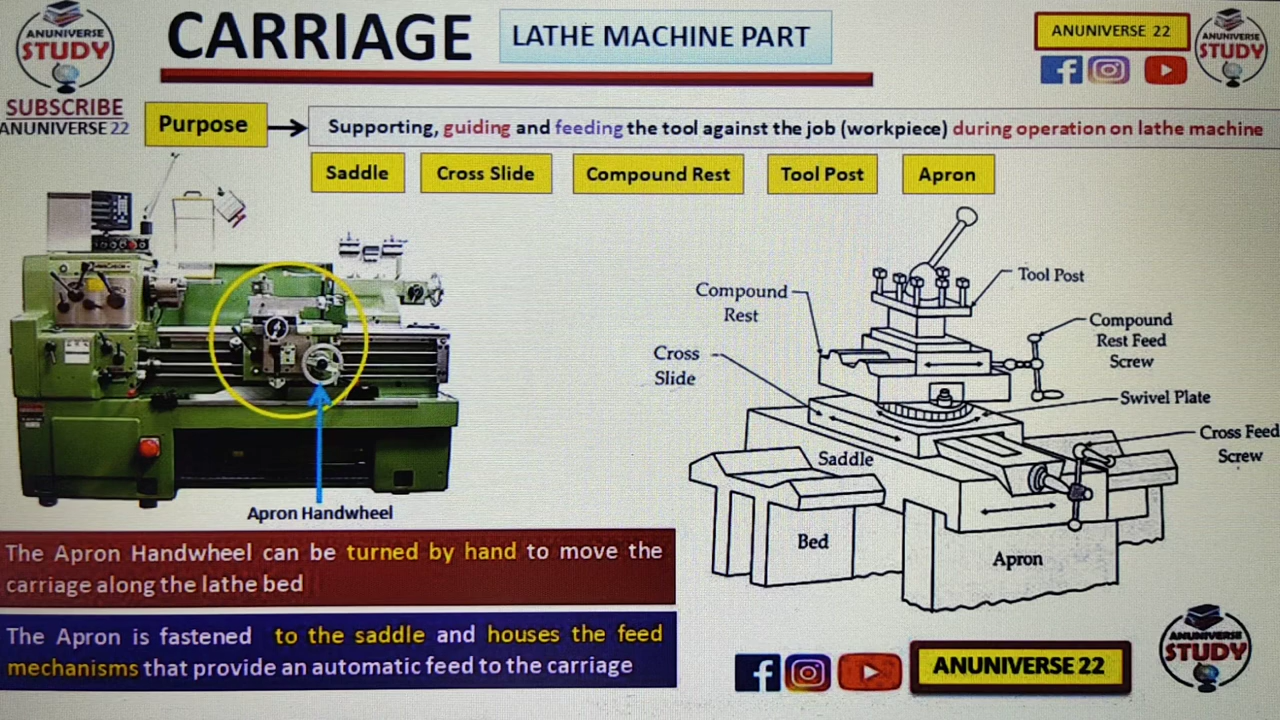 ANUNIVERSE
STUDY
SUBSCRIBE
ANUNIVERSE 22
CARRIAGE
LATHE MACHINE PART
ANUNIVERSE 22
ANUNIVERSE
STUDY
Purpose
Supporting, guiding and feeding the tool against the job (workpiece) during operation on lathe machine
Saddle
Cross Slide
Compound Rest
Tool Post
Apron
Apron Handwheel
Tool Post
Compound
Rest
Compound
Rest Feed
Screw
Cross
Slide
Swivel Plate
Cross Feed
Screw
Saddle
Bed
Apron
The Apron Handwheel can be turned by hand to move the
carriage along the lathe bed
The Apron is fastened to the saddle and houses the feed
mechanisms that provide an automatic feed to the carriage
ANUNIVERSE 22
ANUNIVERSE
STUDY